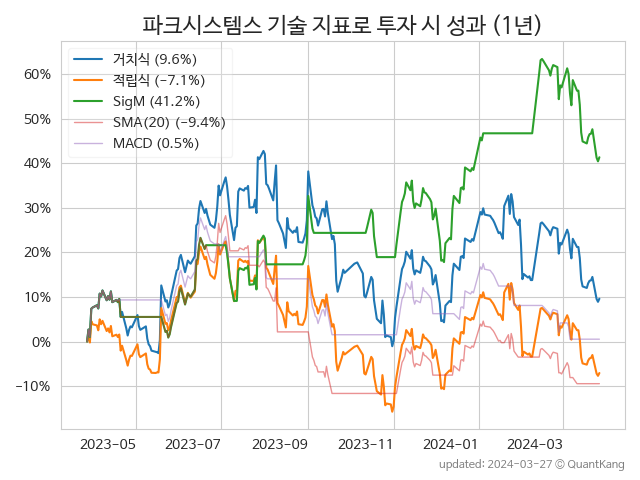 파크시스템스 기술 지표로 투자 시 성과 (1년)
거치식 (9.6%)
적립식 (−7.1%)
SigM (41.2%)
SMA(20) (−9.4%)
MACD (0.5%)
60%
50%
40%
30%
20%
10%
0%
−10%
2023-05 2023-07 2023-09 2023-11 2024-01 2024-03
updated: 2024-03-27 © QuantKang